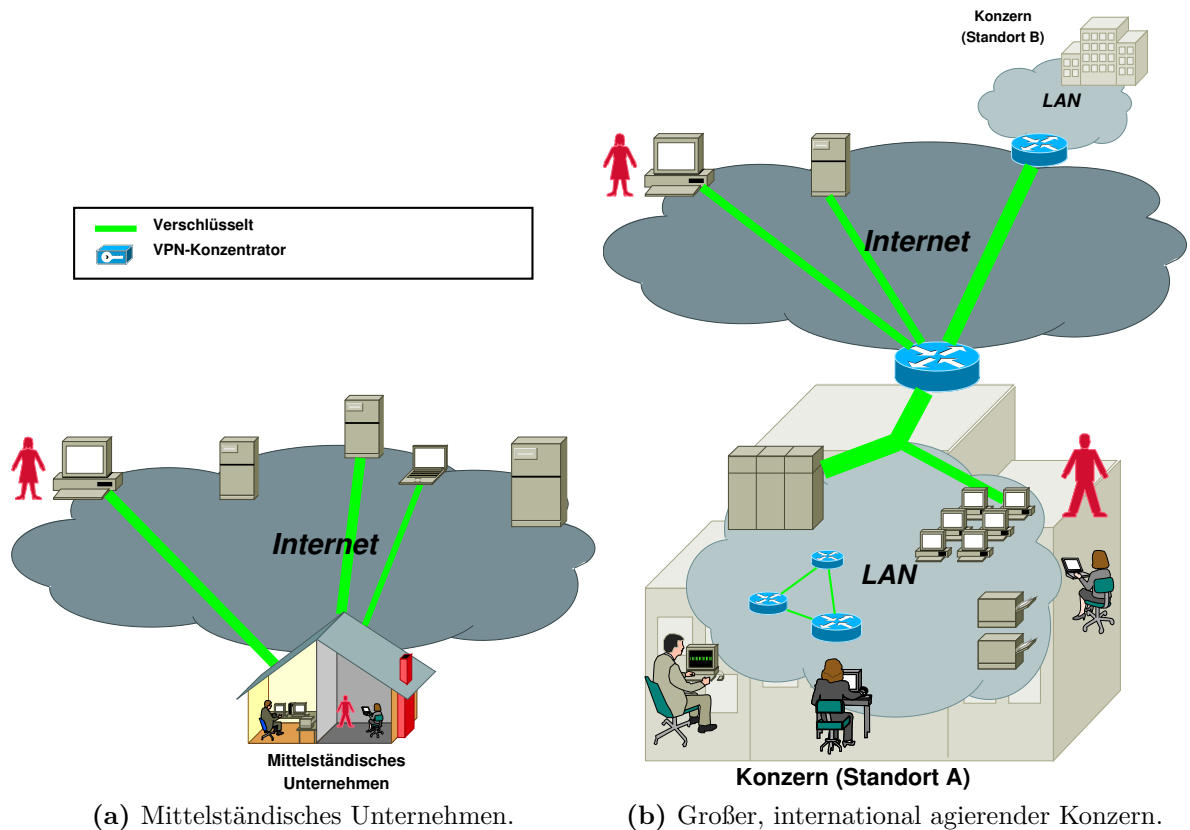 Verschlüsselt
VPN-Konzentrator
Internet
Mittelständisches
Unternehmen
(a) Mittelständisches Unternehmen.
Konzern
(Standort B)
LAN
Internet
LAN
Konzern (Standort A)
(b) Großer, international agierender Konzern.